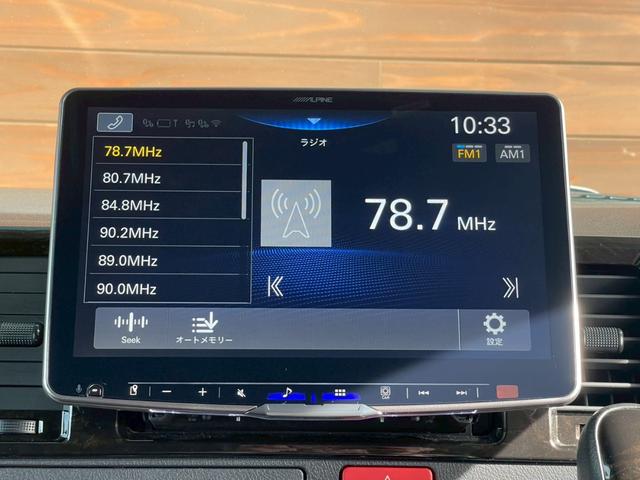 ALPINE
10:33
ラジオ
FM1 AM1
78.7MHz
80.7MHz
84.8MHz
90.2MHz
89.0MHz
90.0MHz
78.7 MHz
Seek
オートメモリー
設定